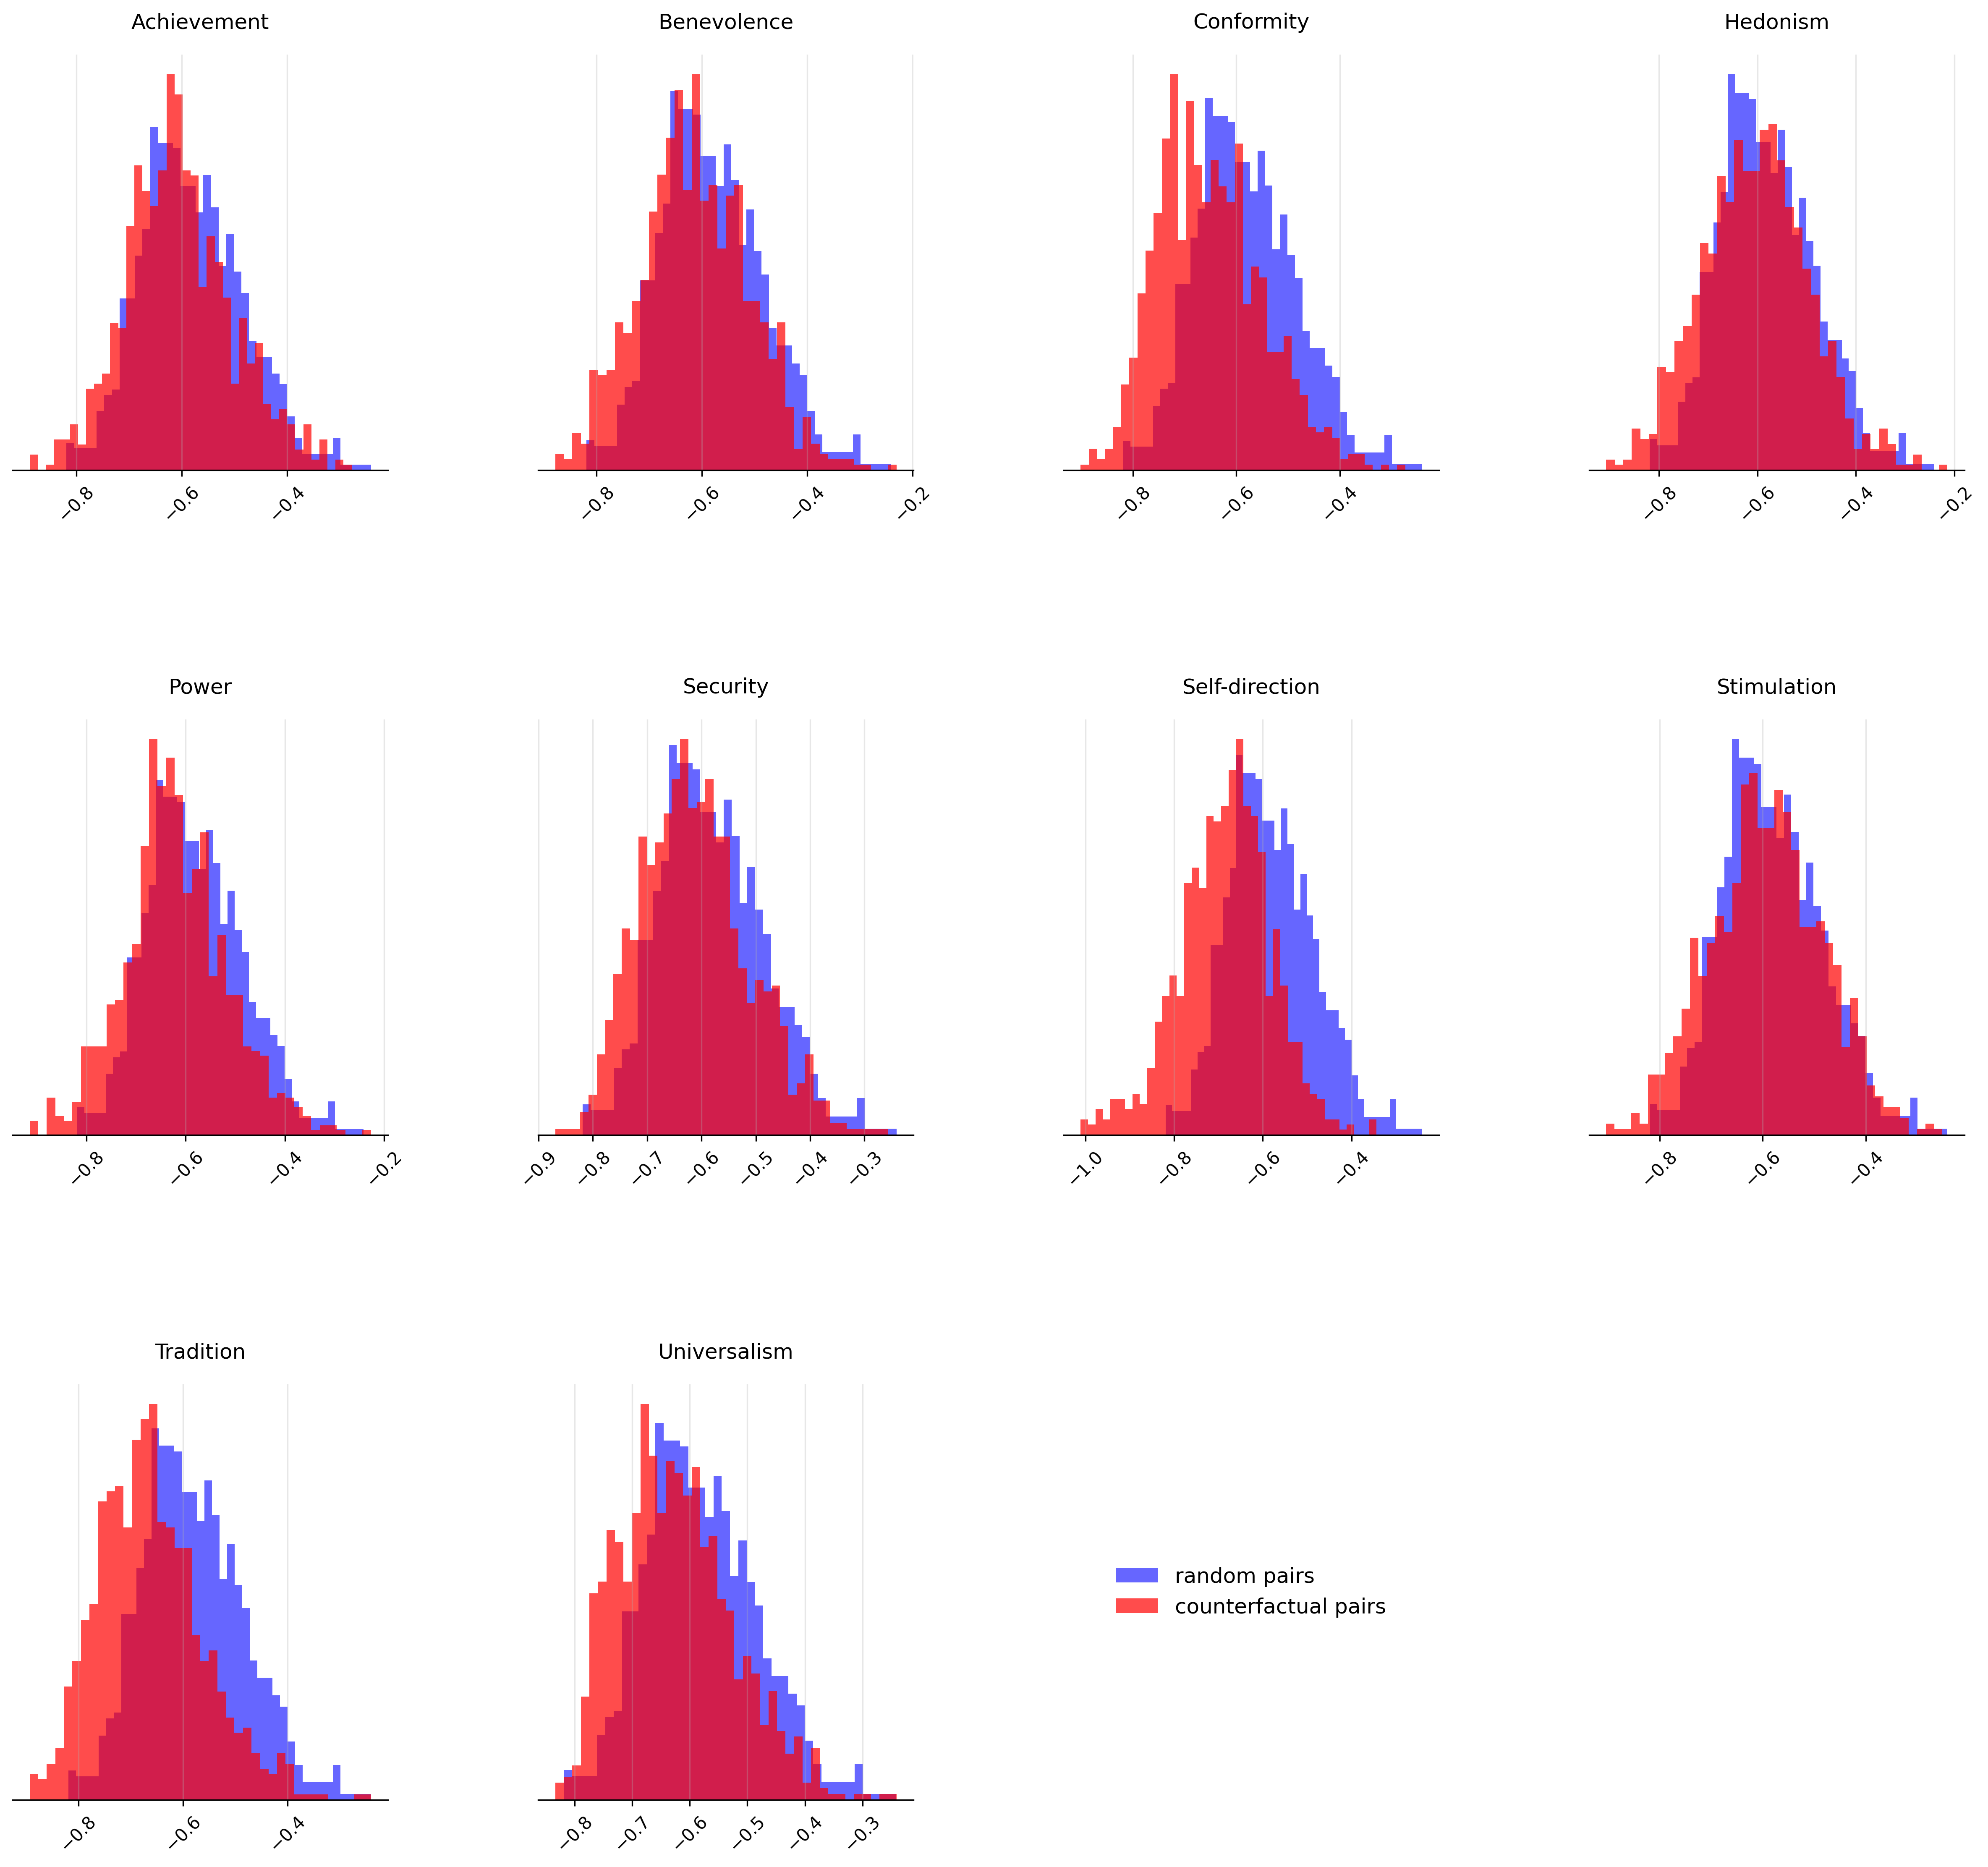 Achievement Benevolence Conformity Hedonism
−0.8 −0.6 −0.4 −0.8 −0.6 −0.4 −0.2 −0.8 −0.6 −0.4 −0.8 −0.6 −0.4 −0.2
Power Security Self-direction Stimulation
−0.8 −0.6 −0.4 −0.2 −0.9 −0.8 −0.7 −0.6 −0.5 −0.4 −0.3 −1.0 −0.8 −0.6 −0.4 −0.8 −0.6 −0.4
Tradition Universalism
random pairs
counterfactual pairs
−0.8 −0.6 −0.4 −0.8 −0.7 −0.6 −0.5 −0.4 −0.3